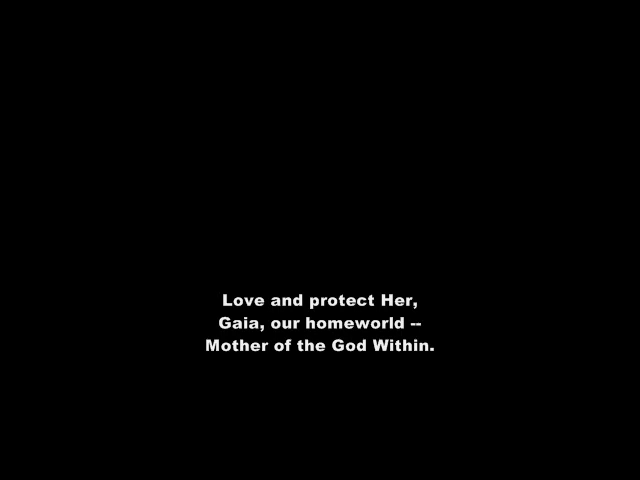 Love and protect Her,
Gaia, our homeworld --
Mother of the God Within.